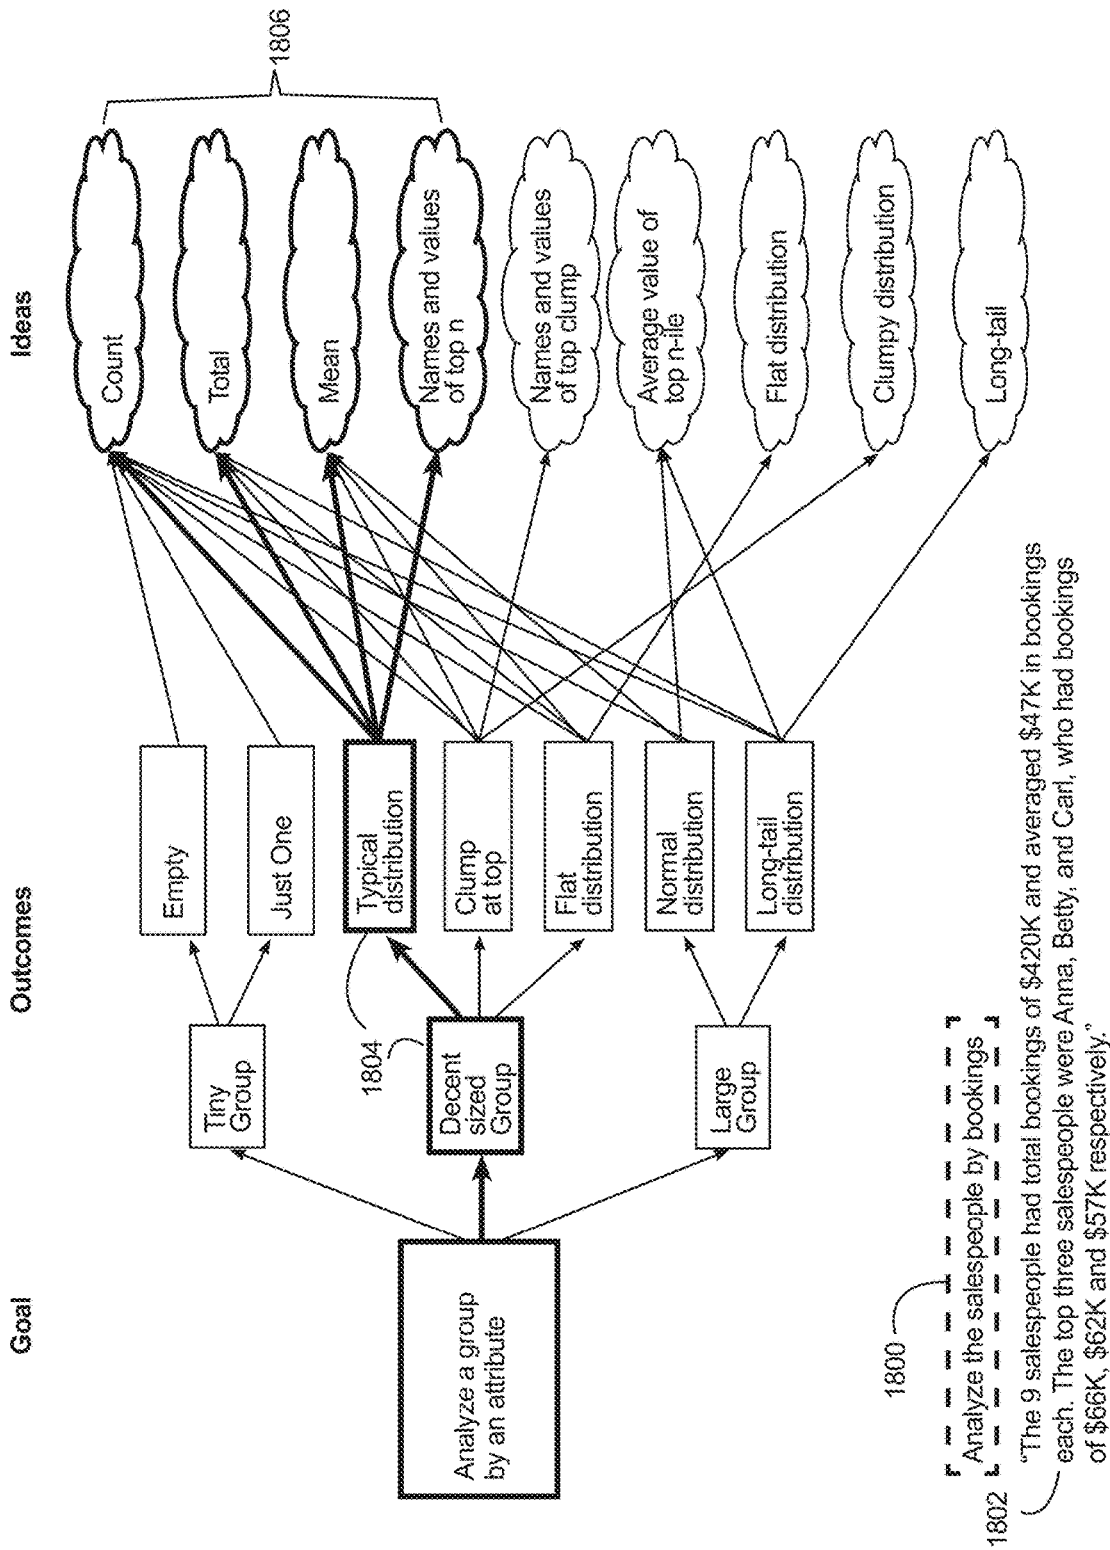 Goal
Outcomes
Ideas
Analyze a group
by an attribute
Tiny
Group
Decent
sized
Group
Large
Group
1804
Empty
Just One
Typical
distribution
Clump
at top
Flat
distribution
Normal
distribution
Long-tail
distribution
Count
Total
Mean
Names and values
of top n
Names and values
of top clump
Average value of
top n-ile
Flat distribution
Clumpy distribution
Long-tail
1806
1800
Analyze the salespeople by bookings
1802
"The 9 salespeople had total bookings of $420K and averaged $47K in bookings
each. The top three salespeople were Anna, Betty, and Carl, who had bookings
of $66K, $62K and $57K respectively."